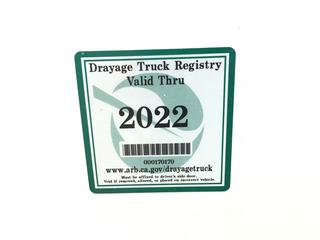 Drayage Truck Registry
Valid Thru
2022
000170170
www.arb.ca.gov/drayagetruck
Must be affixed to driver's side door.
Void if removed, altered, or placed on incorrect vehicle.